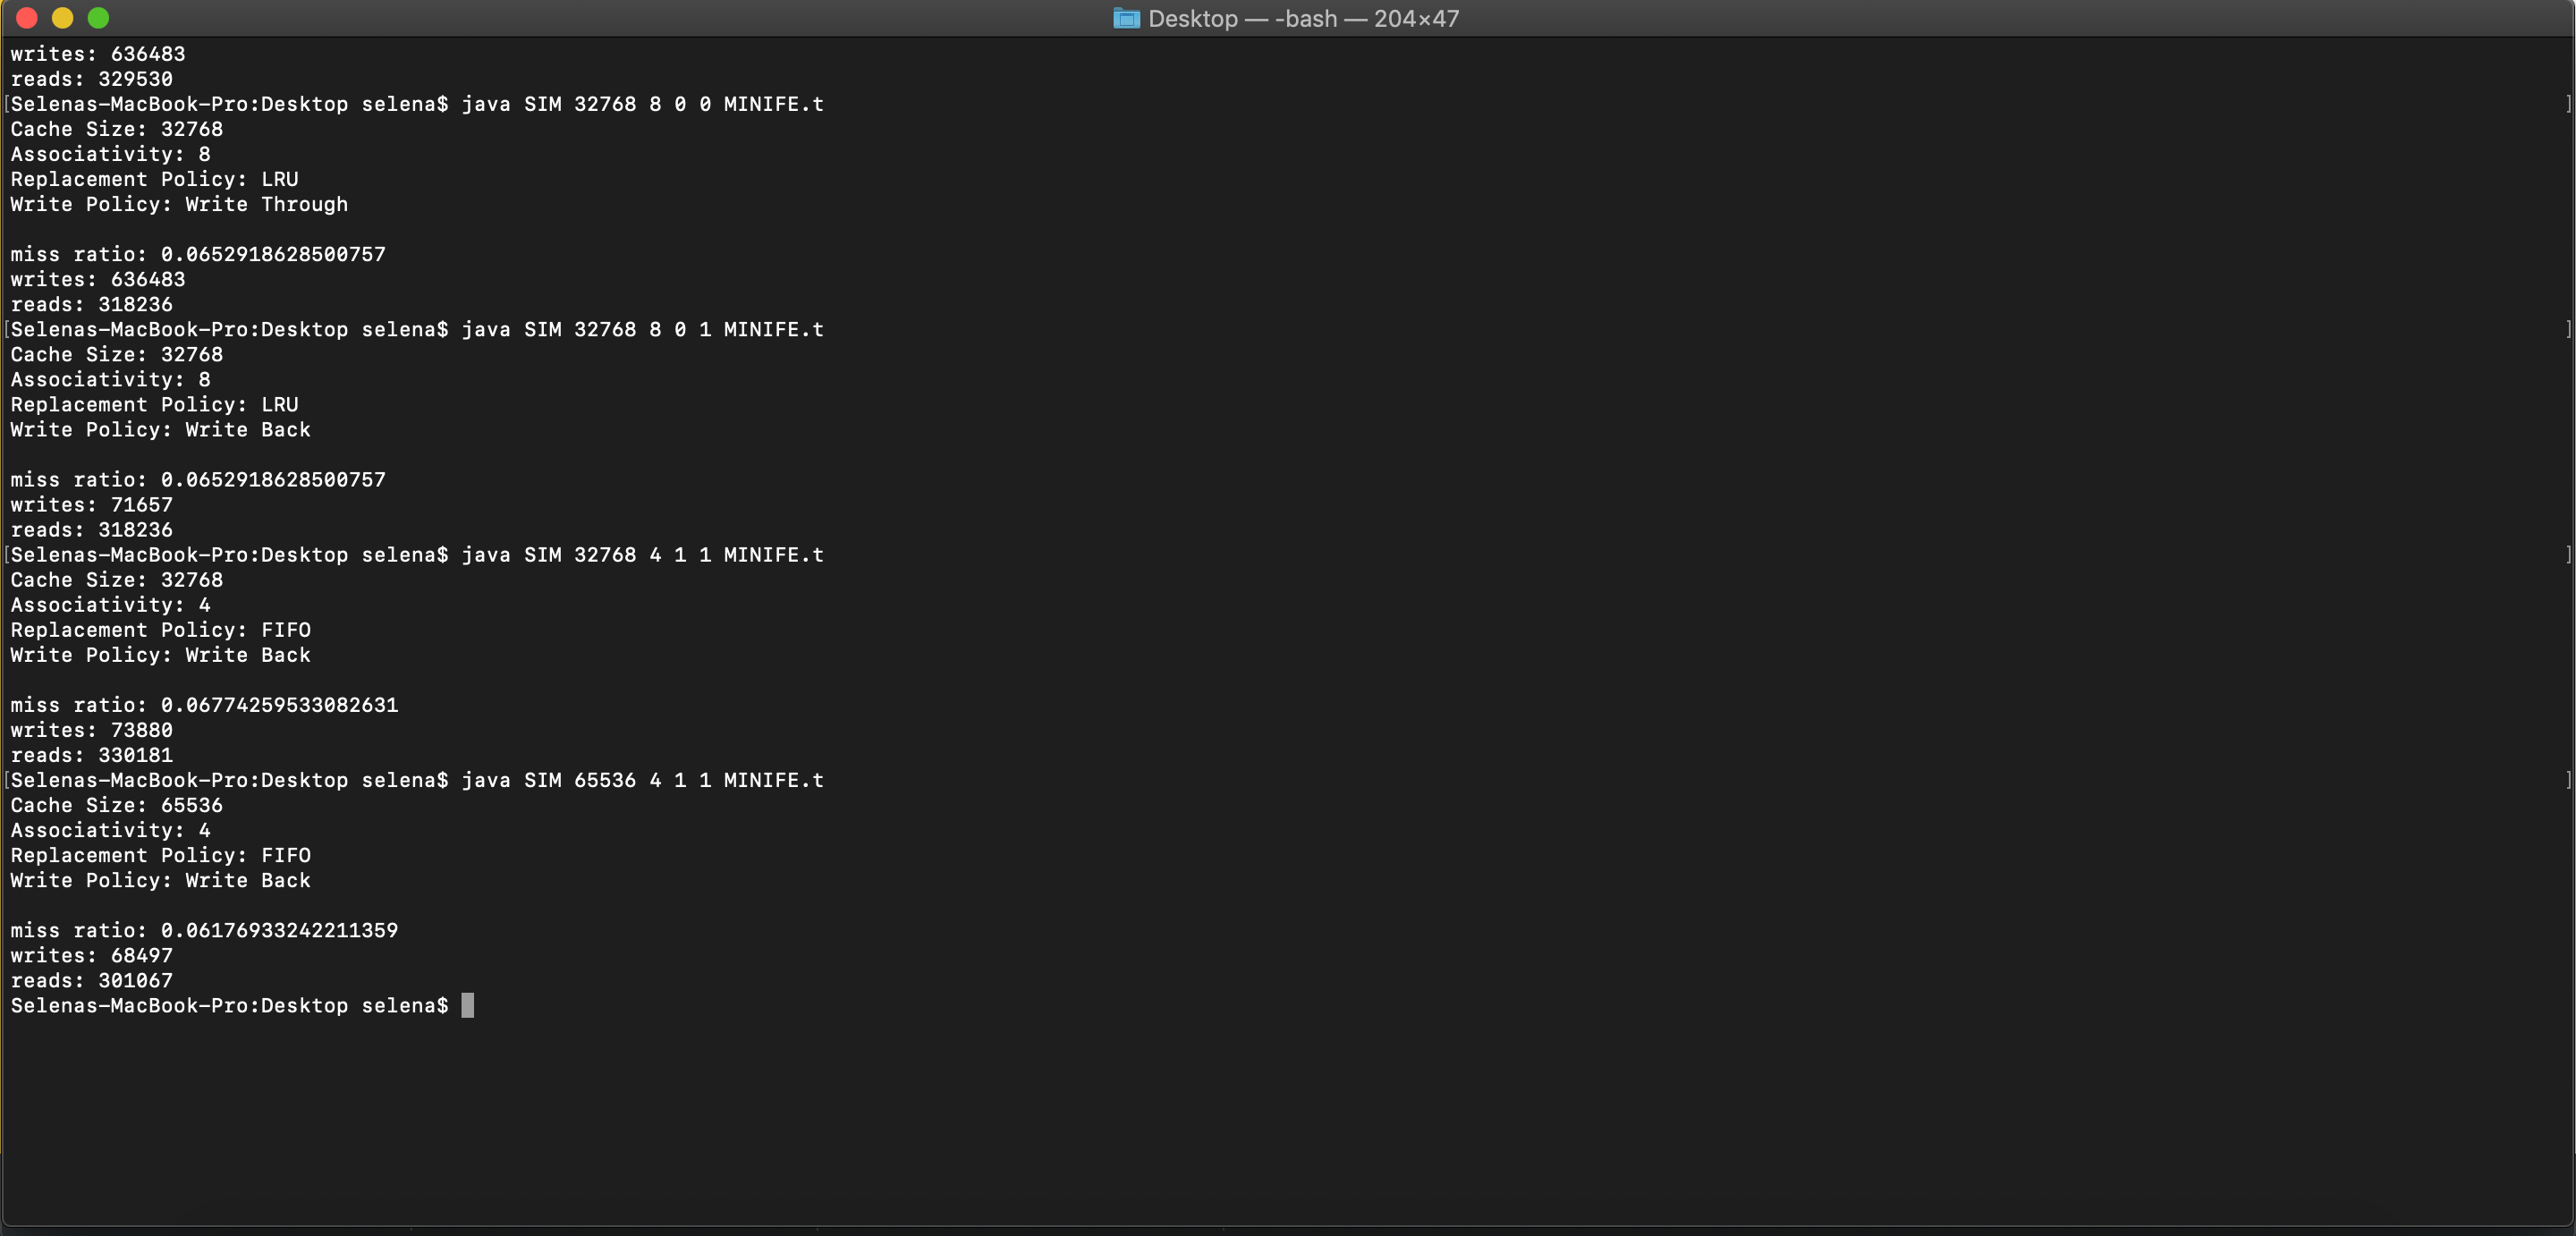 Desktop — -bash — 204×47
writes: 636483
reads: 329530
[Selenas-MacBook-Pro:Desktop selena$ java SIM 32768 8 0 0 MINIFE.t ]
Cache Size: 32768
Associativity: 8
Replacement Policy: LRU
Write Policy: Write Through
miss ratio: 0.0652918628500757
writes: 636483
reads: 318236
[Selenas-MacBook-Pro:Desktop selena$ java SIM 32768 8 0 1 MINIFE.t ]
Cache Size: 32768
Associativity: 8
Replacement Policy: LRU
Write Policy: Write Back
miss ratio: 0.0652918628500757
writes: 71657
reads: 318236
[Selenas-MacBook-Pro:Desktop selena$ java SIM 32768 4 1 1 MINIFE.t ]
Cache Size: 32768
Associativity: 4
Replacement Policy: FIFO
Write Policy: Write Back
miss ratio: 0.06774259533082631
writes: 73880
reads: 330181
[Selenas-MacBook-Pro:Desktop selena$ java SIM 65536 4 1 1 MINIFE.t ]
Cache Size: 65536
Associativity: 4
Replacement Policy: FIFO
Write Policy: Write Back
miss ratio: 0.06176933242211359
writes: 68497
reads: 301067
Selenas-MacBook-Pro:Desktop selena$